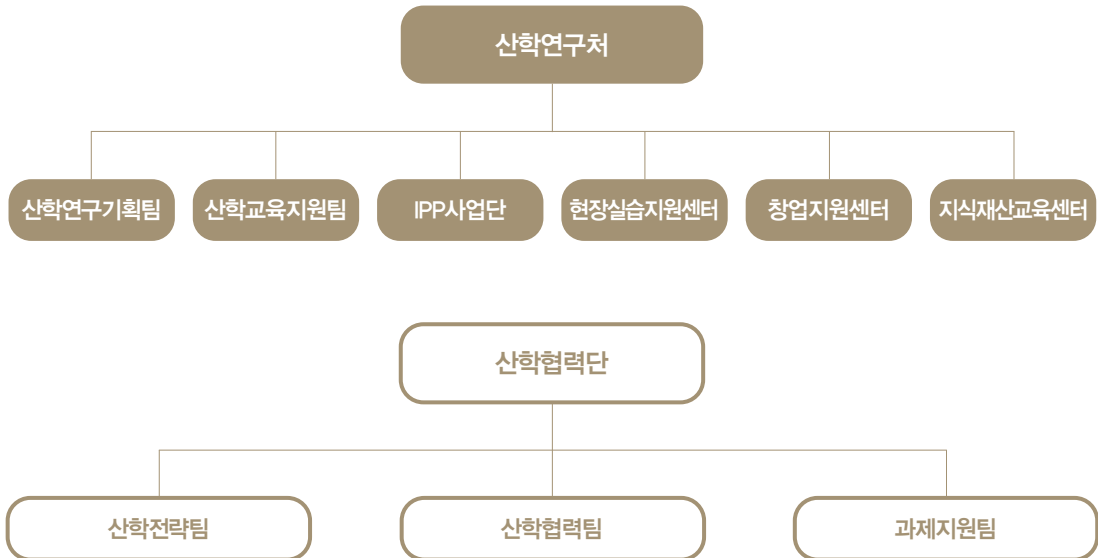 산학연구처
산학연구기획팀
산학교육지원팀
IPP사업단
현장실습지원센터
창업지원센터
지식재산교육센터
산학협력단
산학전략팀
산학협력팀
과제지원팀